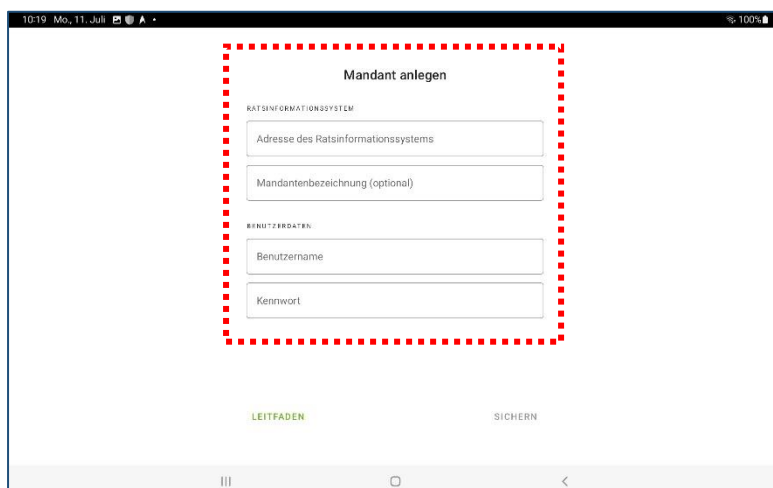 10:19 Mo., 11. Juli
100%
Mandant anlegen
RATSINFORMATIONSSYSTEM
Adresse des Ratsinformationssystems
Mandantenbezeichnung (optional)
BENUTZERDATEN
Benutzername
Kennwort
LEITFADEN SICHERN